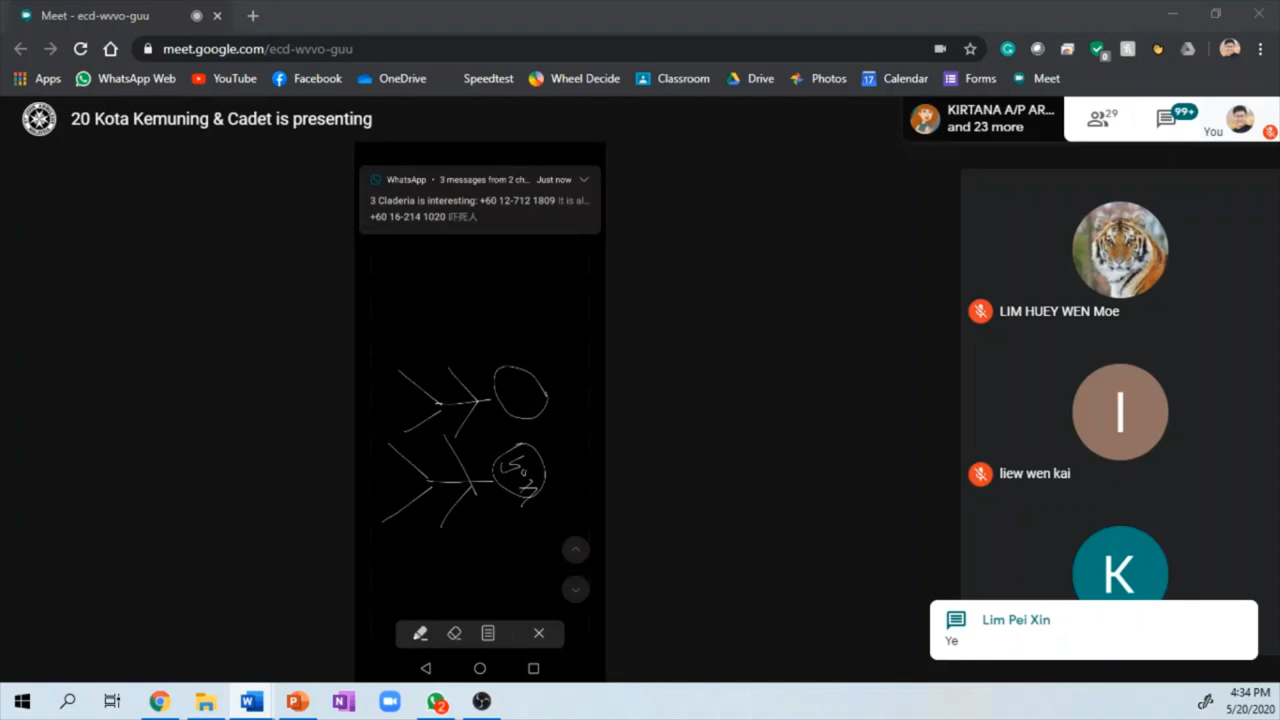 Meet - ecd-wvvo-guu
meet.google.com/ecd-wvvo-guu
Apps WhatsApp Web YouTube Facebook OneDrive Speedtest Wheel Decide Classroom Drive Photos Calendar Forms Meet
20 Kota Kemuning & Cadet is presenting
KIRTANA A/P AR...
and 23 more
29
99+
You
WhatsApp • 3 messages from 2 ch... Just now
3 Claderia is interesting: +60 12-712 1809 It is al...
+60 16-214 1020 吓死人
LIM HUEY WEN Moe
l
liew wen kai
K
Lim Pei Xin
Ye
4:34 PM
5/20/2020